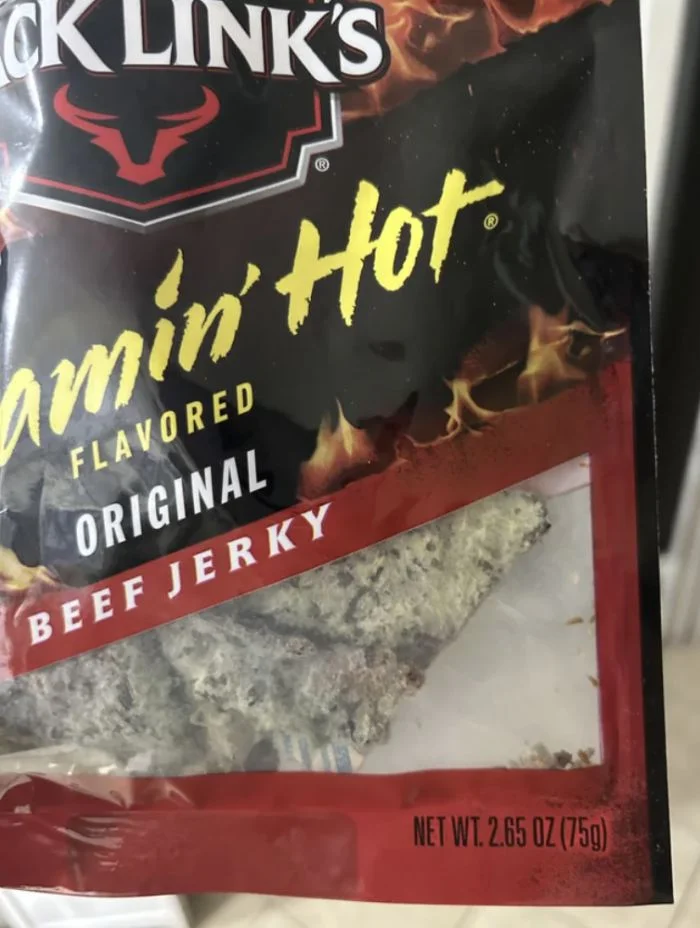 CK LINK'S
®
amin' Hot®
FLAVORED
ORIGINAL
BEEF JERKY
NET WT. 2.65 OZ (75g)